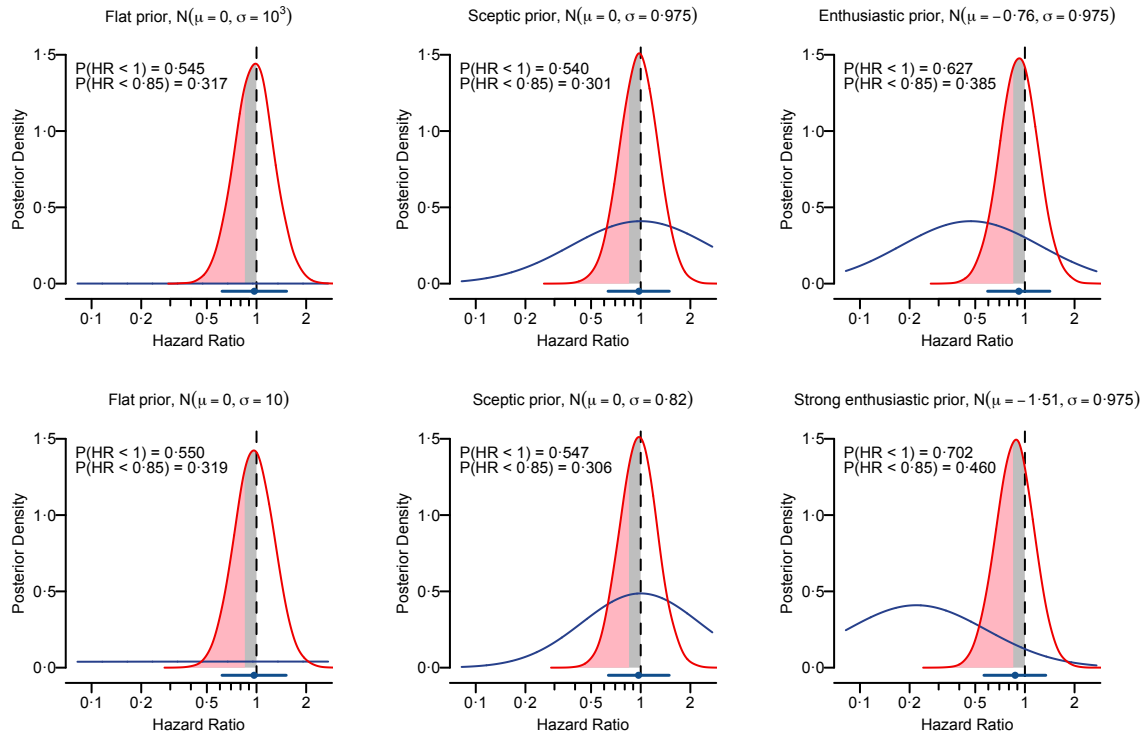 Flat prior, N(μ = 0, σ = 10³)
P(HR < 1) = 0·545
P(HR < 0·85) = 0·317
Posterior Density
1·5
1·0
0·5
0·0
0·1 0·2 0·5 1 2
Hazard Ratio
Sceptic prior, N(μ = 0, σ = 0·975)
P(HR < 1) = 0·540
P(HR < 0·85) = 0·301
Posterior Density
1·5
1·0
0·5
0·0
0·1 0·2 0·5 1 2
Hazard Ratio
Enthusiastic prior, N(μ = −0·76, σ = 0·975)
P(HR < 1) = 0·627
P(HR < 0·85) = 0·385
Posterior Density
1·5
1·0
0·5
0·0
0·1 0·2 0·5 1 2
Hazard Ratio
Flat prior, N(μ = 0, σ = 10)
P(HR < 1) = 0·550
P(HR < 0·85) = 0·319
Posterior Density
1·5
1·0
0·5
0·0
0·1 0·2 0·5 1 2
Hazard Ratio
Sceptic prior, N(μ = 0, σ = 0·82)
P(HR < 1) = 0·547
P(HR < 0·85) = 0·306
Posterior Density
1·5
1·0
0·5
0·0
0·1 0·2 0·5 1 2
Hazard Ratio
Strong enthusiastic prior, N(μ = −1·51, σ = 0·975)
P(HR < 1) = 0·702
P(HR < 0·85) = 0·460
Posterior Density
1·5
1·0
0·5
0·0
0·1 0·2 0·5 1 2
Hazard Ratio